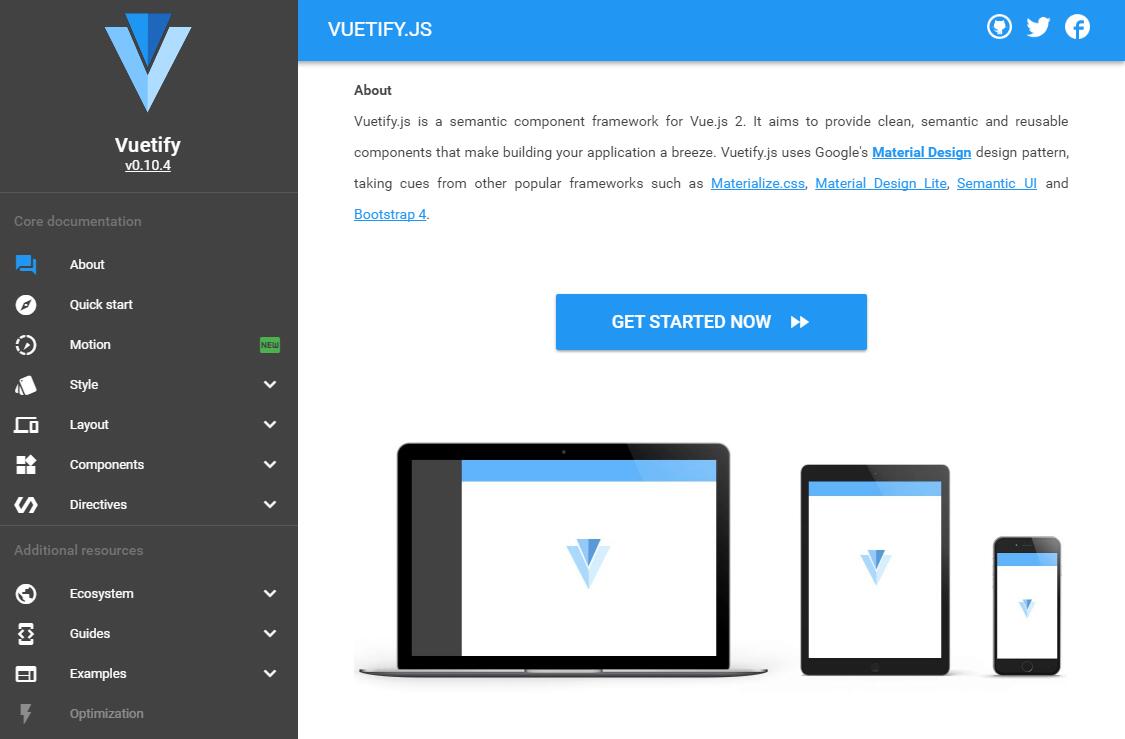 Vuetify
v0.10.4
Core documentation
About
Quick start
Motion NEW
Style
Layout
Components
Directives
Additional resources
Ecosystem
Guides
Examples
Optimization
VUETIFY.JS
About
Vuetify.js is a semantic component framework for Vue.js 2. It aims to provide clean, semantic and reusable
components that make building your application a breeze. Vuetify.js uses Google's Material Design design pattern,
taking cues from other popular frameworks such as Materialize.css, Material Design Lite, Semantic UI and
Bootstrap 4.
GET STARTED NOW